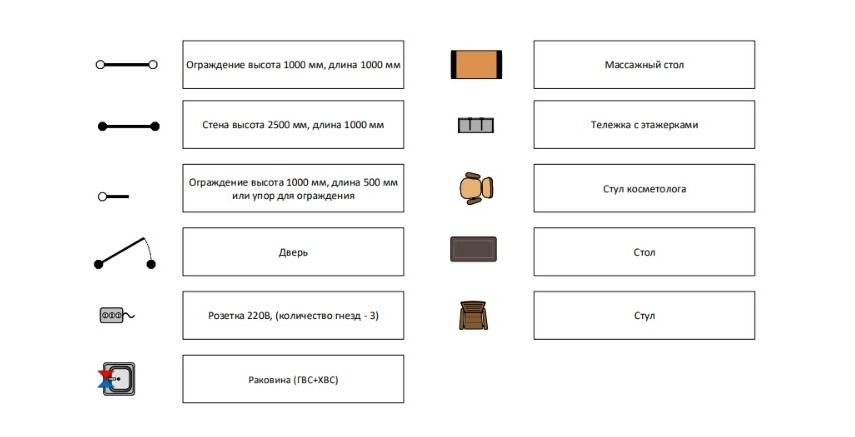 Ограждение высота 1000 мм, длина 1000 мм
Стена высота 2500 мм, длина 1000 мм
Ограждение высота 1000 мм, длина 500 мм
или упор для ограждения
Дверь
Розетка 220В, (количество гнезд - 3)
Раковина (ГВС+ХВС)
Массажный стол
Тележка с этажерками
Стул косметолога
Стол
Стул